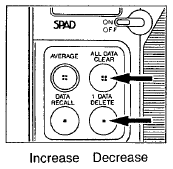 SPAD
ON
OFF
AVERAGE
ALL DATA
CLEAR
DATA
RECALL
1 DATA
DELETE
Increase Decrease